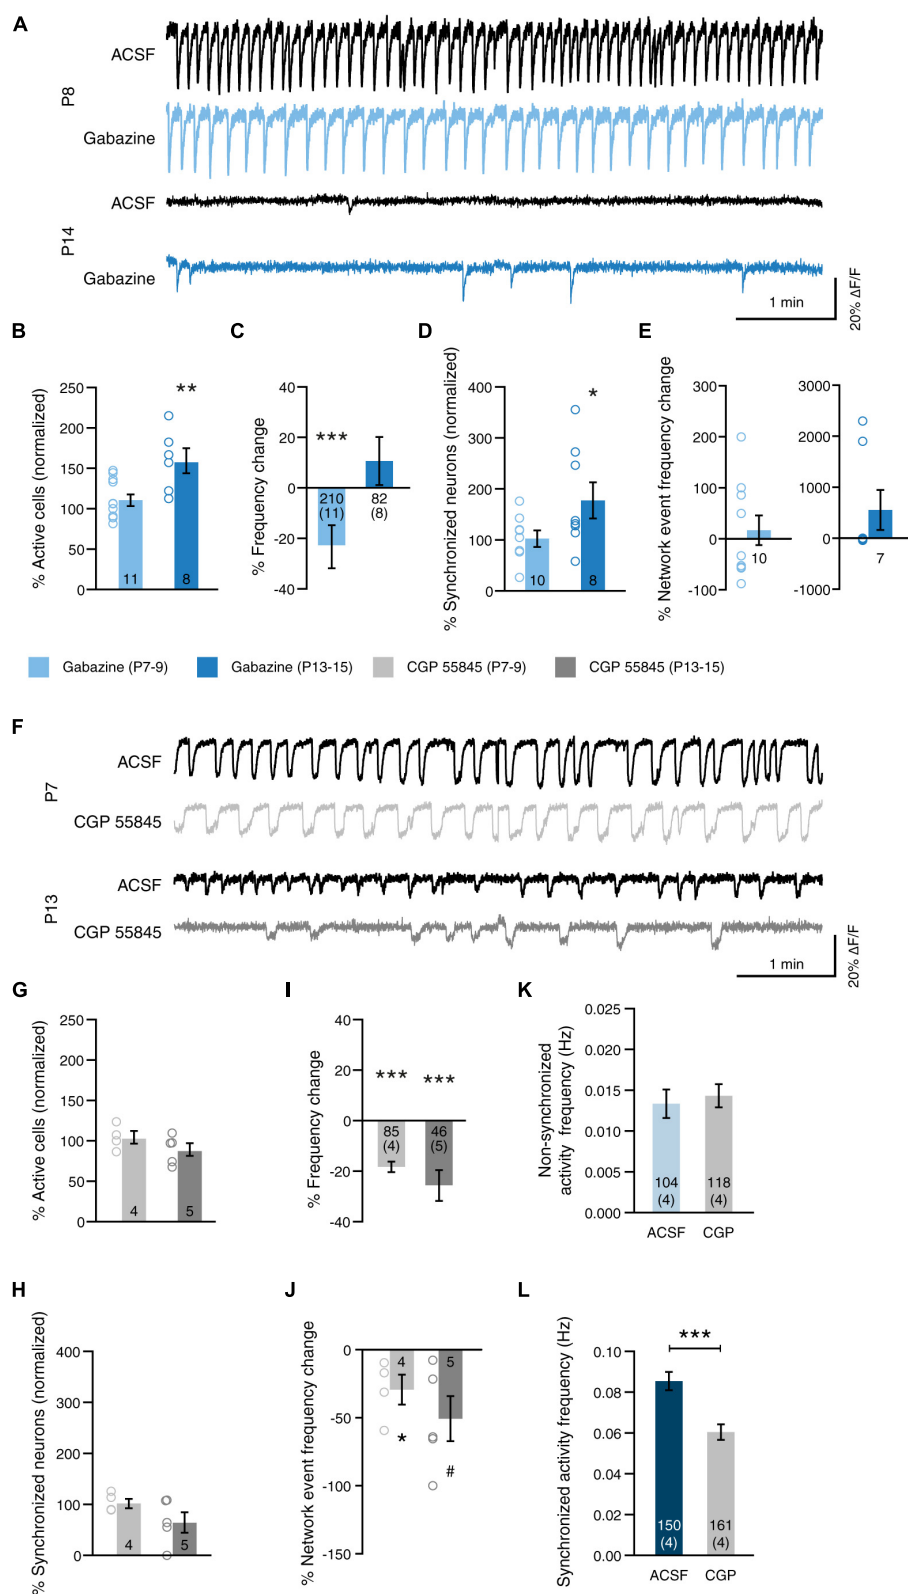 A
P8
ACSF
Gabazine
P14
ACSF
Gabazine
1 min
20% ΔF/F
B
% Active cells (normalized)
250
200
150
100
50
0
**
11
8
C
% Frequency change
40
20
0
-20
-40
***
210
(11)
82
(8)
D
% Synchronized neurons (normalized)
400
300
200
100
0
*
10
8
E
% Network event frequency change
300
200
100
0
-100
10
3000
2000
1000
0
-1000
7
Gabazine (P7-9)
Gabazine (P13-15)
CGP 55845 (P7-9)
CGP 55845 (P13-15)
F
P7
ACSF
CGP 55845
P13
ACSF
CGP 55845
1 min
20% ΔF/F
G
% Active cells (normalized)
250
200
150
100
50
0
4
5
I
% Frequency change
40
20
0
-20
-40
***
***
85
(4)
46
(5)
K
Non-synchronized
activity frequency (Hz)
0.025
0.020
0.015
0.010
0.005
0.000
104
(4)
118
(4)
ACSF
CGP
H
% Synchronized neurons (normalized)
400
300
200
100
0
4
5
J
% Network event frequency change
0
-50
-100
-150
4
5
*
#
L
Synchronized activity frequency (Hz)
0.10
0.08
0.06
0.04
0.02
0.00
***
150
(4)
161
(4)
ACSF
CGP